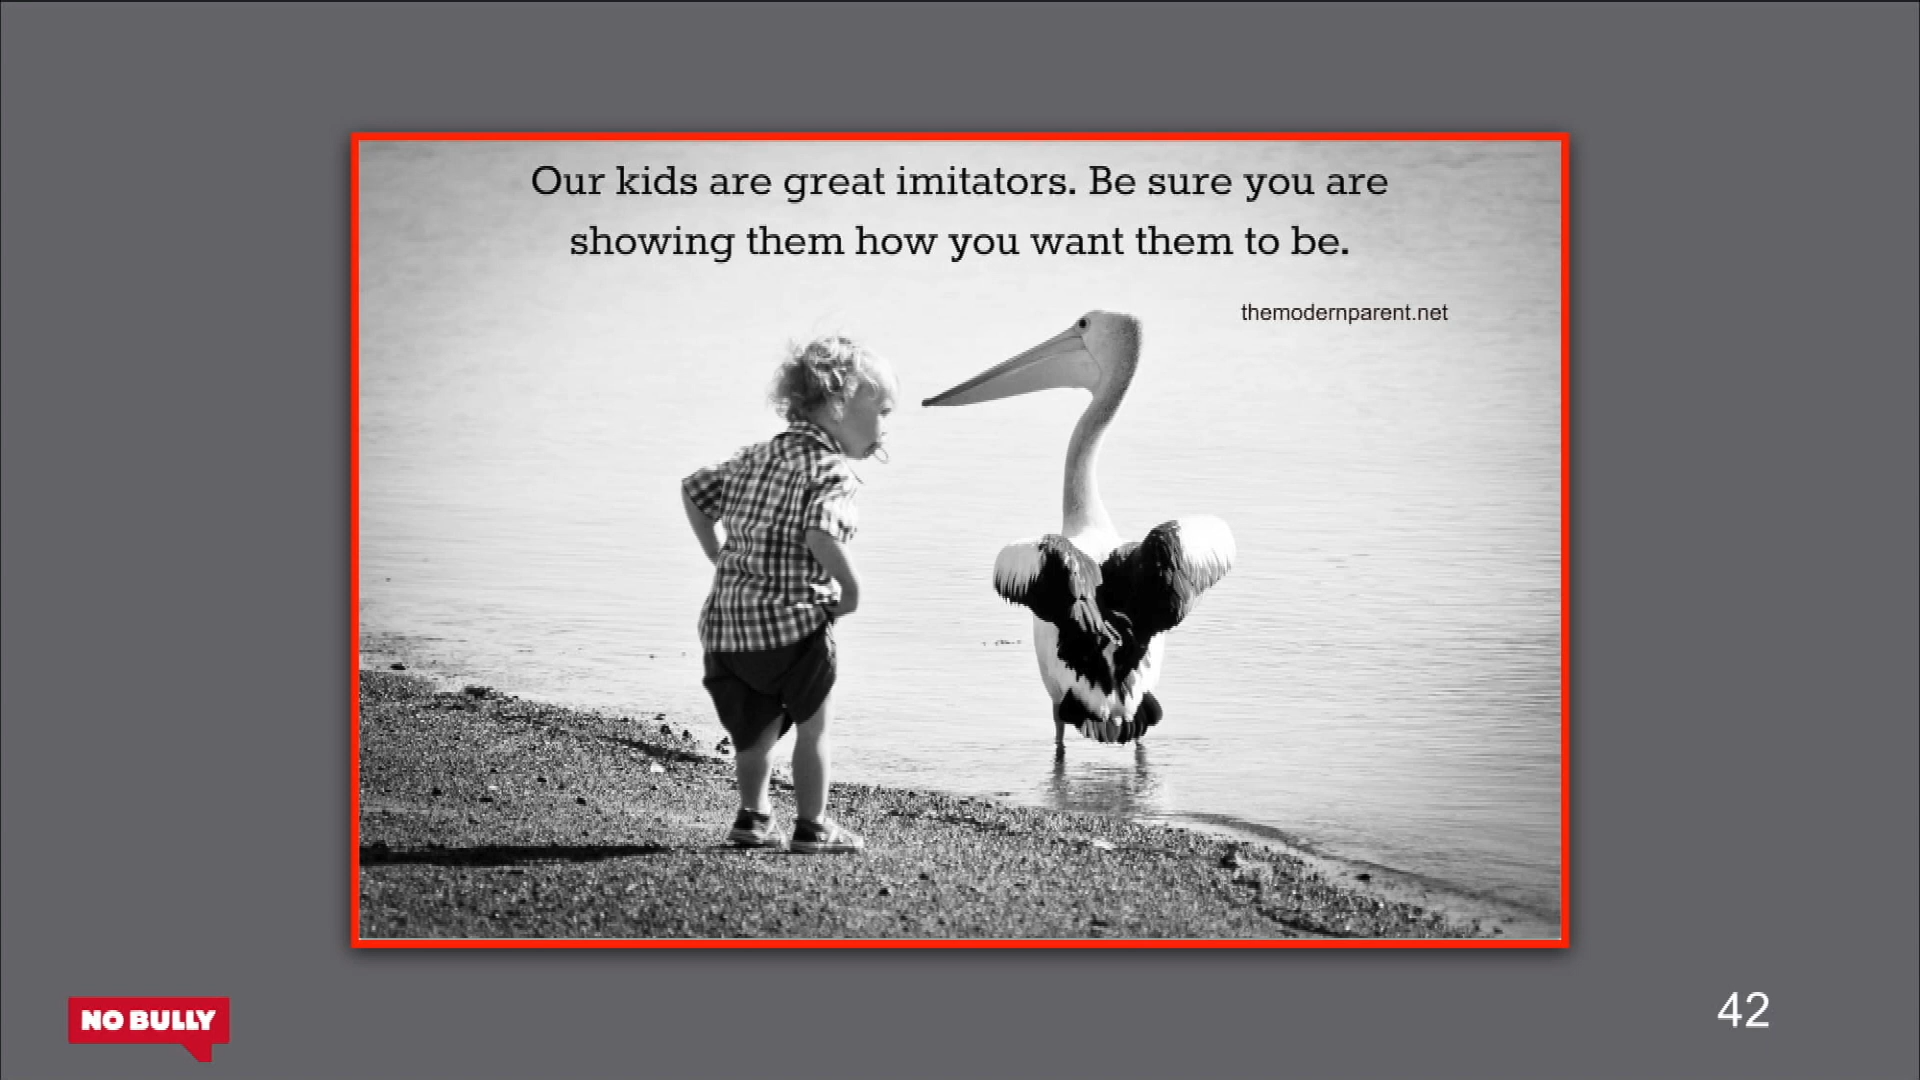 Our kids are great imitators. Be sure you are
showing them how you want them to be.
themodernparent.net
NO BULLY
42